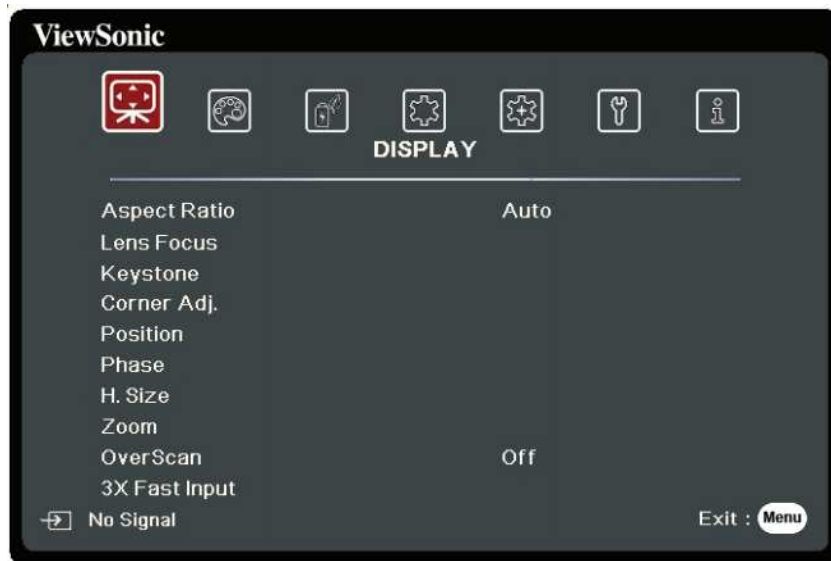 ViewSonic
DISPLAY
Aspect Ratio Auto
Lens Focus
Keystone
Corner Adj.
Position
Phase
H. Size
Zoom
OverScan Off
3X Fast Input
No Signal Exit : Menu